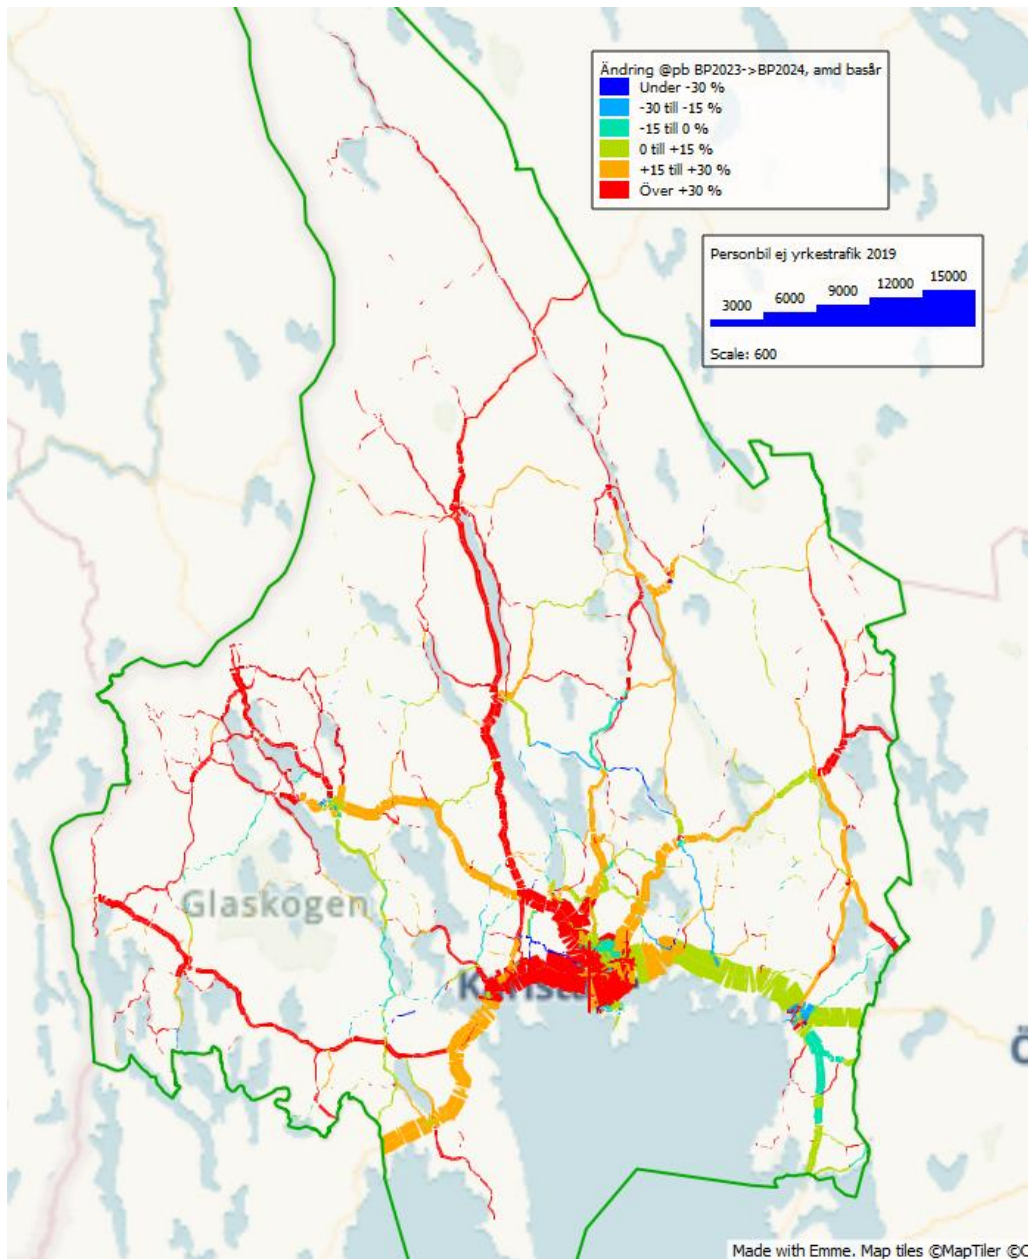 Ändring @pb BP2023->BP2024, amd basår
Under -30 %
-30 till -15 %
-15 till 0 %
0 till +15 %
+15 till +30 %
Över +30 %
Personbil ej yrkestrafik 2019
3000 6000 9000 12000 15000
Scale: 600
Glaskogen
Made with Emme. Map tiles ©MapTiler ©